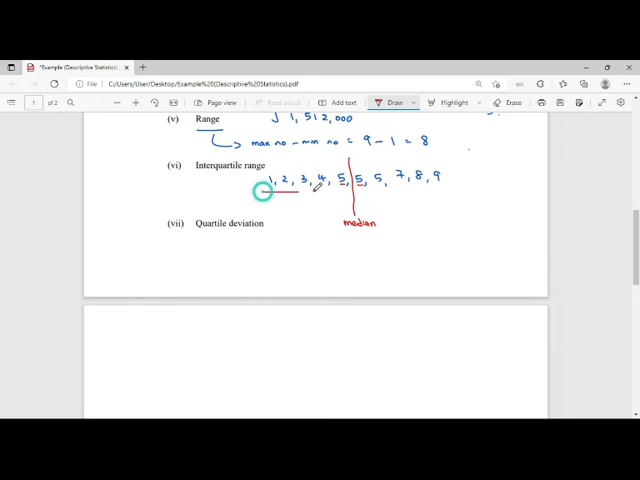 *Example (Descriptive Statistics).pdf
File | C:/Users/User/Desktop/Example%20(Descriptive%20Statistics).pdf
1 of 2 Page view Read aloud Draw Highlight Erase
(v) Range 1,512,000
max no - min no = 9 - 1 = 8
(vi) Interquartile range
1, 2, 3, 4, 5, 5, 5, 7, 8, 9
(vii) Quartile deviation median